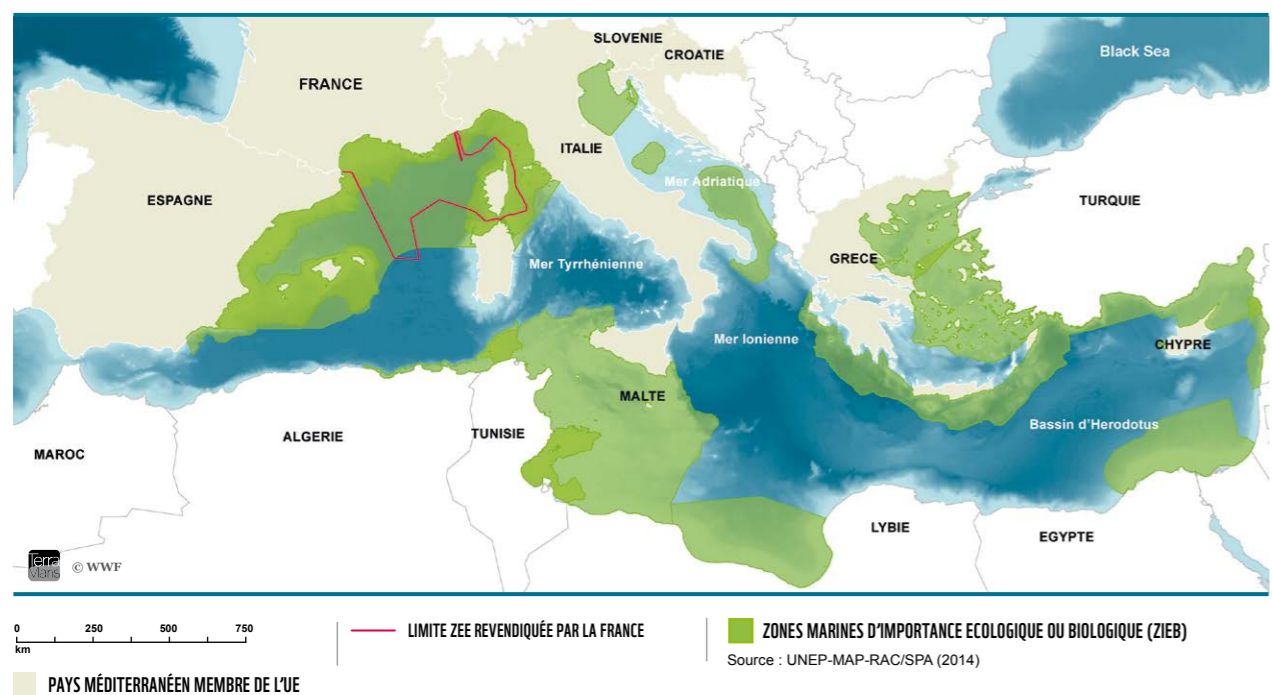 SLOVENIE
CROATIE
Black Sea
FRANCE
ITALIE
Mer Adriatique
ESPAGNE
TURQUIE
GRECE
Mer Tyrrhénienne
Mer Ionienne
CHYPRE
MALTE
Bassin d'Herodotus
ALGERIE
TUNISIE
MAROC
LYBIE
EGYPTE
Terra
Maris
© WWF
0 250 500 750
km
LIMITE ZEE REVENDIQUÉE PAR LA FRANCE
ZONES MARINES D'IMPORTANCE ECOLOGIQUE OU BIOLOGIQUE (ZIEB)
Source : UNEP-MAP-RAC/SPA (2014)
PAYS MÉDITERRANÉEN MEMBRE DE L'UE